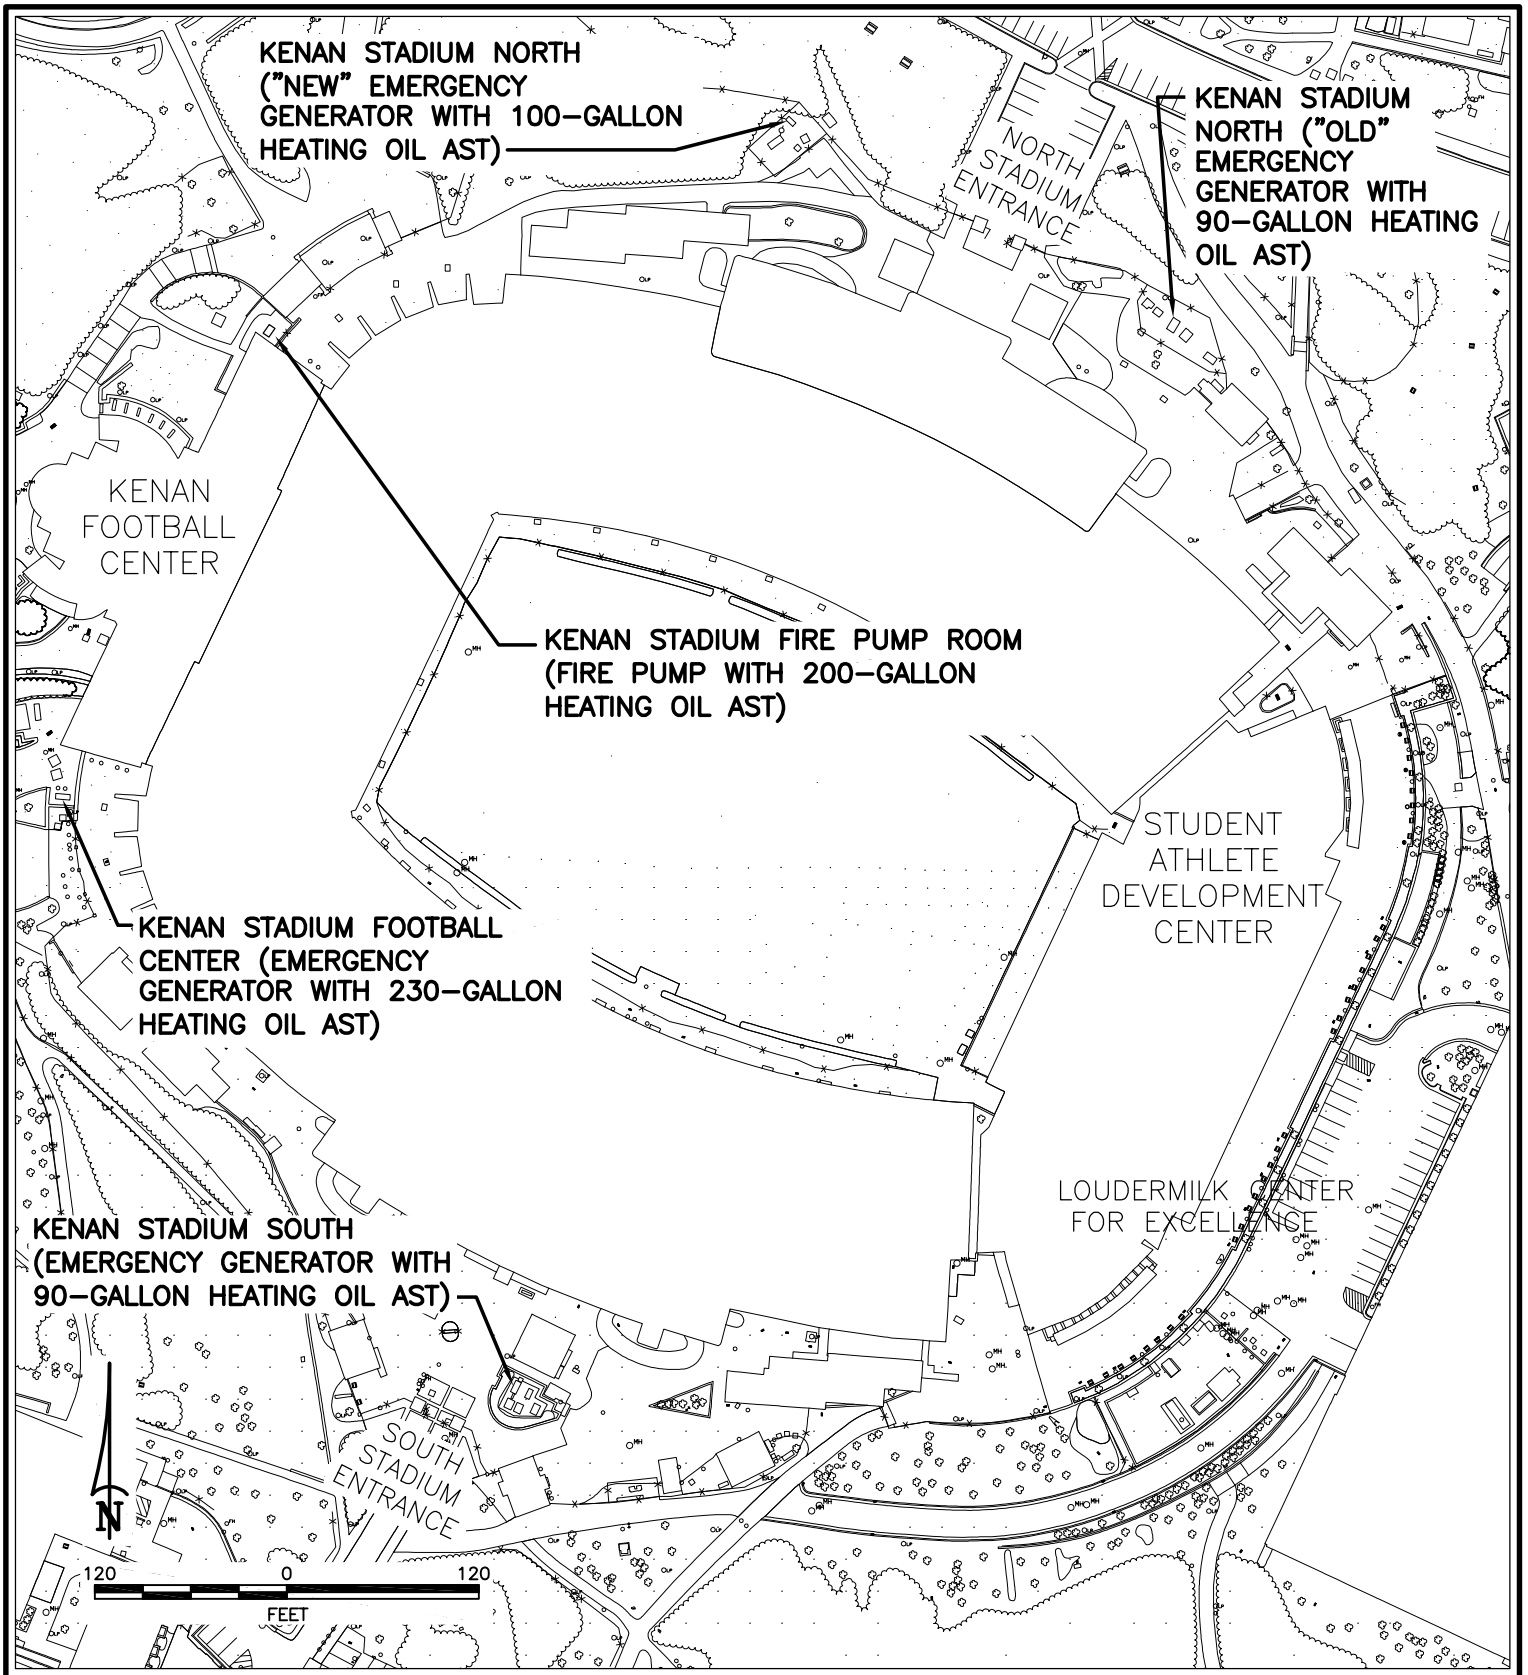 KENAN STADIUM NORTH
("NEW" EMERGENCY
GENERATOR WITH 100-GALLON
HEATING OIL AST)
KENAN STADIUM
NORTH ("OLD"
EMERGENCY
GENERATOR WITH
90-GALLON HEATING
OIL AST)
NORTH
STADIUM
ENTRANCE
KENAN
FOOTBALL
CENTER
KENAN STADIUM FIRE PUMP ROOM
(FIRE PUMP WITH 200-GALLON
HEATING OIL AST)
STUDENT
ATHLETE
DEVELOPMENT
CENTER
KENAN STADIUM FOOTBALL
CENTER (EMERGENCY
GENERATOR WITH 230-GALLON
HEATING OIL AST)
LOUDERMILK CENTER
FOR EXCELLENCE
KENAN STADIUM SOUTH
(EMERGENCY GENERATOR WITH
90-GALLON HEATING OIL AST)
SOUTH
STADIUM
ENTRANCE
N
120 0 120
FEET